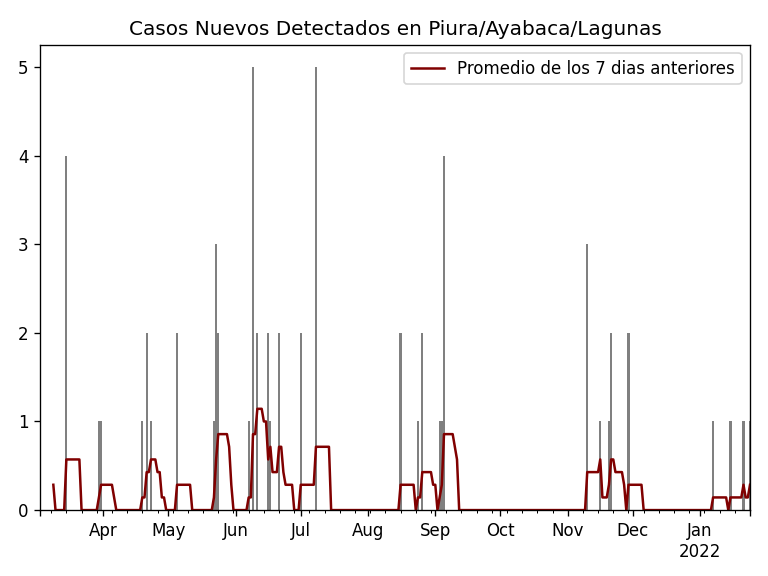 Casos Nuevos Detectados en Piura/Ayabaca/Lagunas
Promedio de los 7 dias anteriores
5
4
3
2
1
0
Apr May Jun Jul Aug Sep Oct Nov Dec Jan
2022